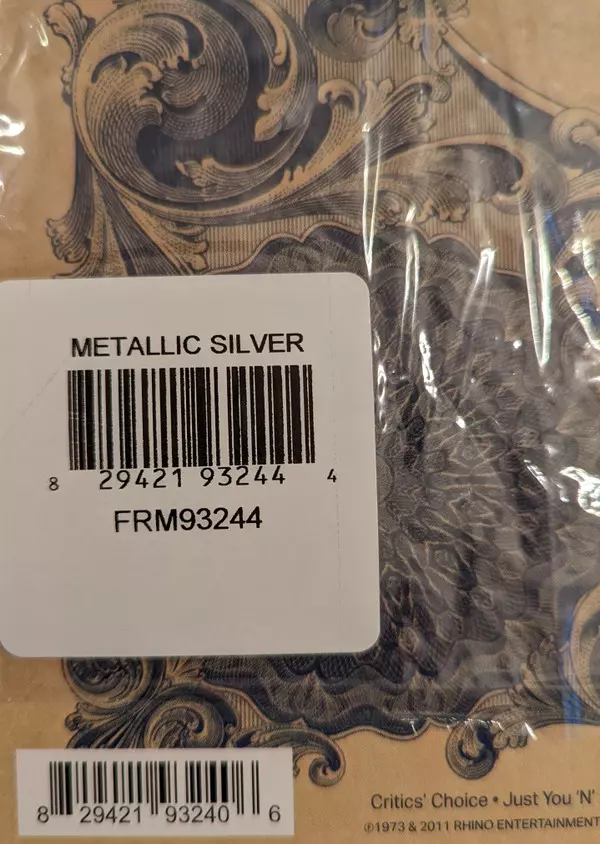 METALLIC SILVER
8 29421 93244 4
FRM93244
8 29421 93240 6
Critics' Choice • Just You 'N'
℗1973 & 2011 RHINO ENTERTAINMENT